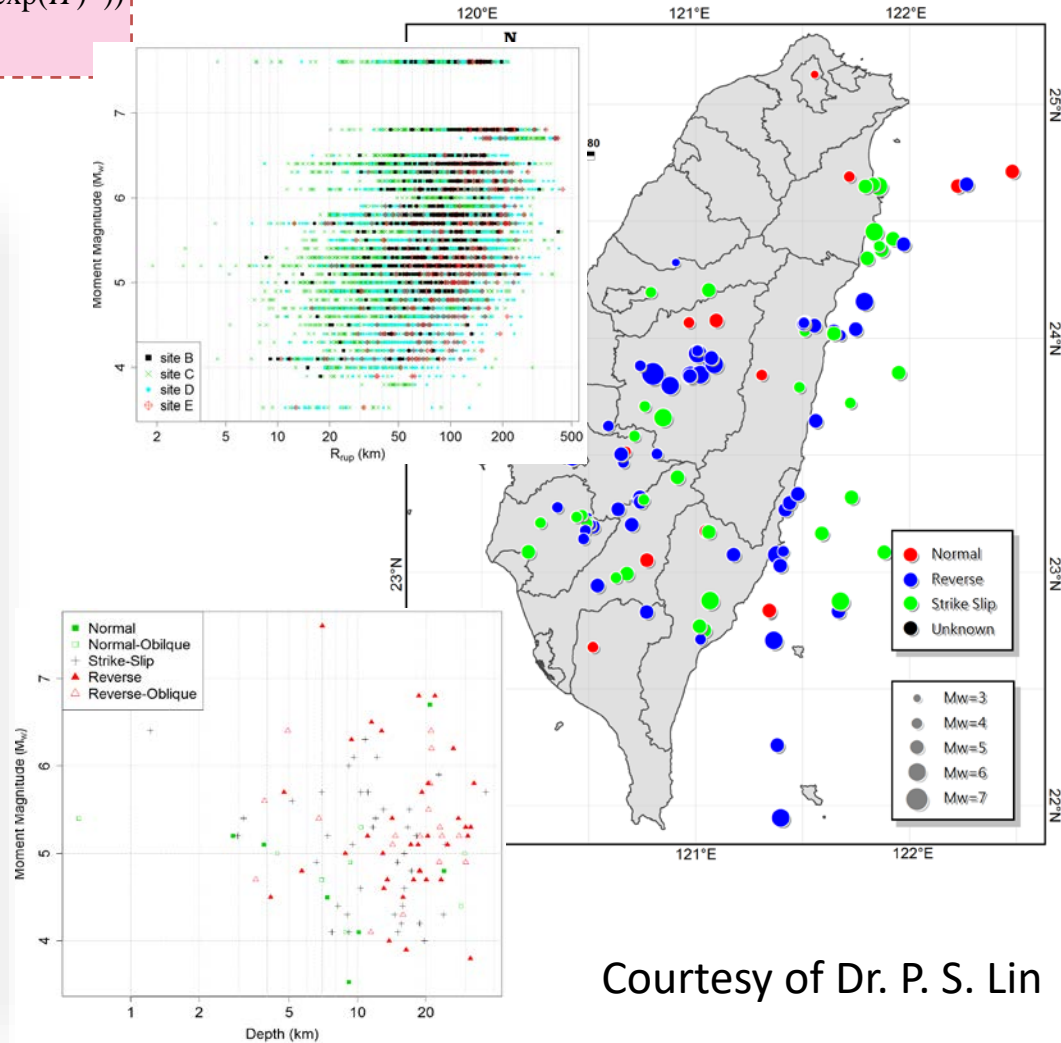 exp(H)
120°E
121°E
122°E
N
80
25°N
24°N
23°N
22°N
23°N
121°E
122°E
Moment Magnitude (Mw)
7
6
5
4
site B
site C
site D
site E
2
5
10
20
50
100
200
500
Rrup (km)
Normal
Reverse
Strike Slip
Unknown
Mw=3
Mw=4
Mw=5
Mw=6
Mw=7
Normal
Normal-Oblique
Strike-Slip
Reverse
Reverse-Oblique
Moment Magnitude (Mw)
7
6
5
4
1
2
5
10
20
Depth (km)
Courtesy of Dr. P. S. Lin